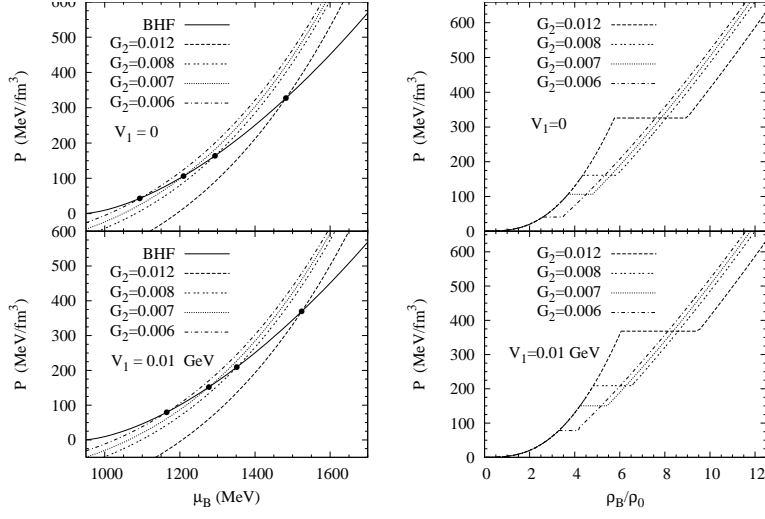 BHF
G2=0.012
G2=0.008
G2=0.007
G2=0.006
V1 = 0
P (MeV/fm3)
500
400
300
200
100
0
G2=0.012
G2=0.008
G2=0.007
G2=0.006
V1=0
P (MeV/fm3)
600
500
400
300
200
100
0
BHF
G2=0.012
G2=0.008
G2=0.007
G2=0.006
V1 = 0.01 GeV
P (MeV/fm3)
600
500
400
300
200
100
0
1000 1200 1400 1600
μB (MeV)
G2=0.012
G2=0.008
G2=0.007
G2=0.006
V1=0.01 GeV
P (MeV/fm3)
600
500
400
300
200
100
0
0 2 4 6 8 10 12
ρB/ρ0